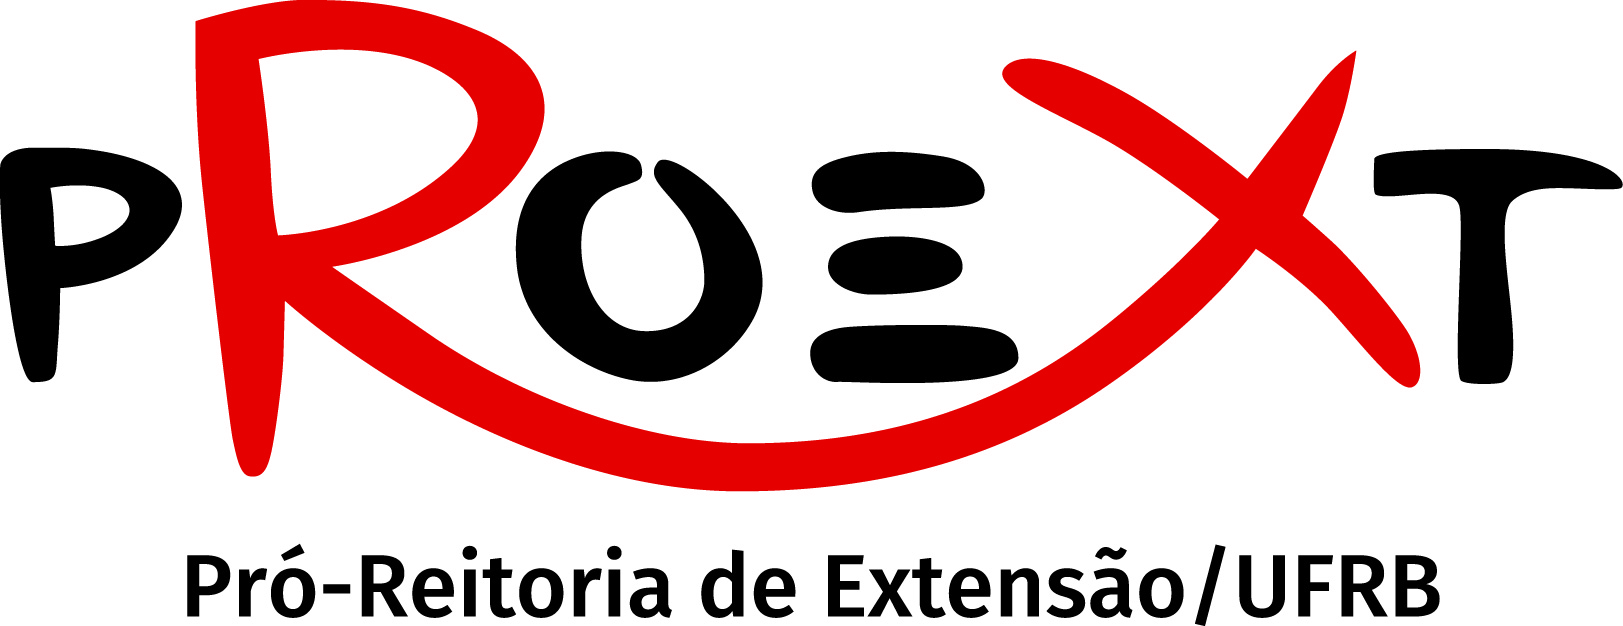 PROEXT
Pró-Reitoria de Extensão/UFRB